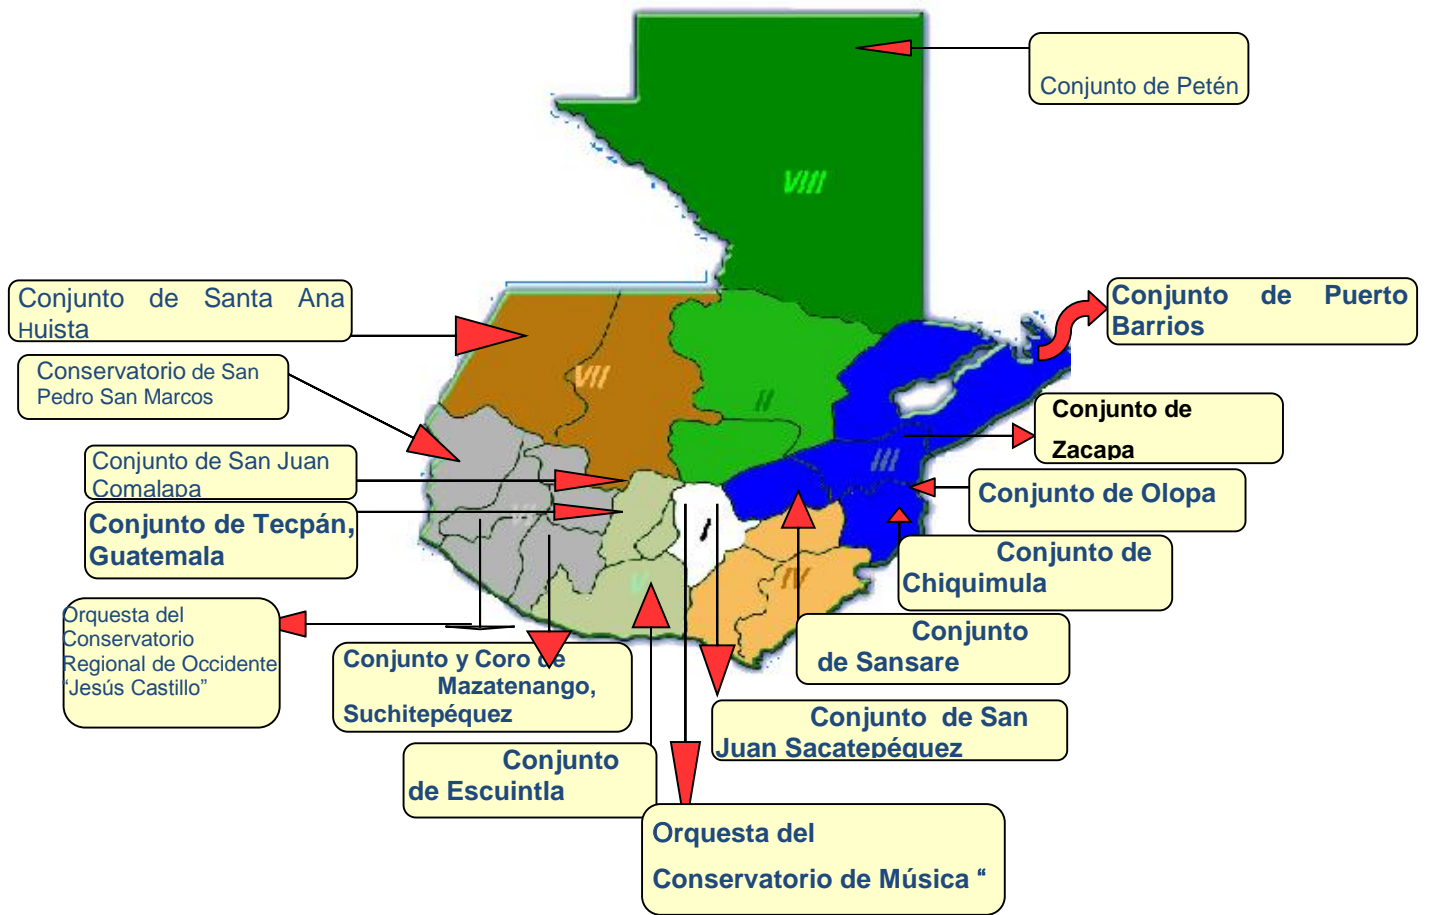 Conjunto de Petén
VIII
Conjunto de Santa Ana
Huista
Conjunto de Puerto
Barrios
Conservatorio de San
Pedro San Marcos
VII
II
Conjunto de
Zacapa
Conjunto de San Juan
Comalapa
III
Conjunto de Olopa
Conjunto de Tecpán,
Guatemala
I
Conjunto de
Chiquimula
IV
V
Orquesta del
Conservatorio
Regional de Occidente
“Jesús Castillo”
Conjunto
de Sansare
Conjunto y Coro de
Mazatenango,
Suchitepéquez
Conjunto de San
Juan Sacatepéquez
Conjunto
de Escuintla
Orquesta del
Conservatorio de Música “